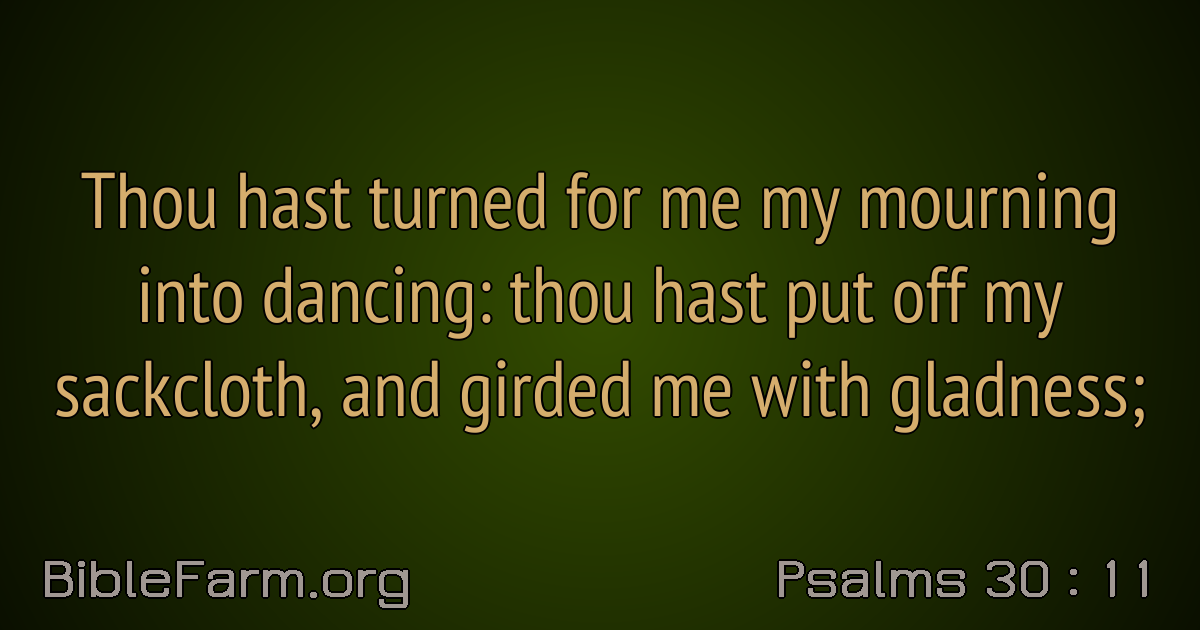 Thou hast turned for me my mourning
into dancing: thou hast put off my
sackcloth, and girded me with gladness;
BibleFarm.org
Psalms 30 : 11